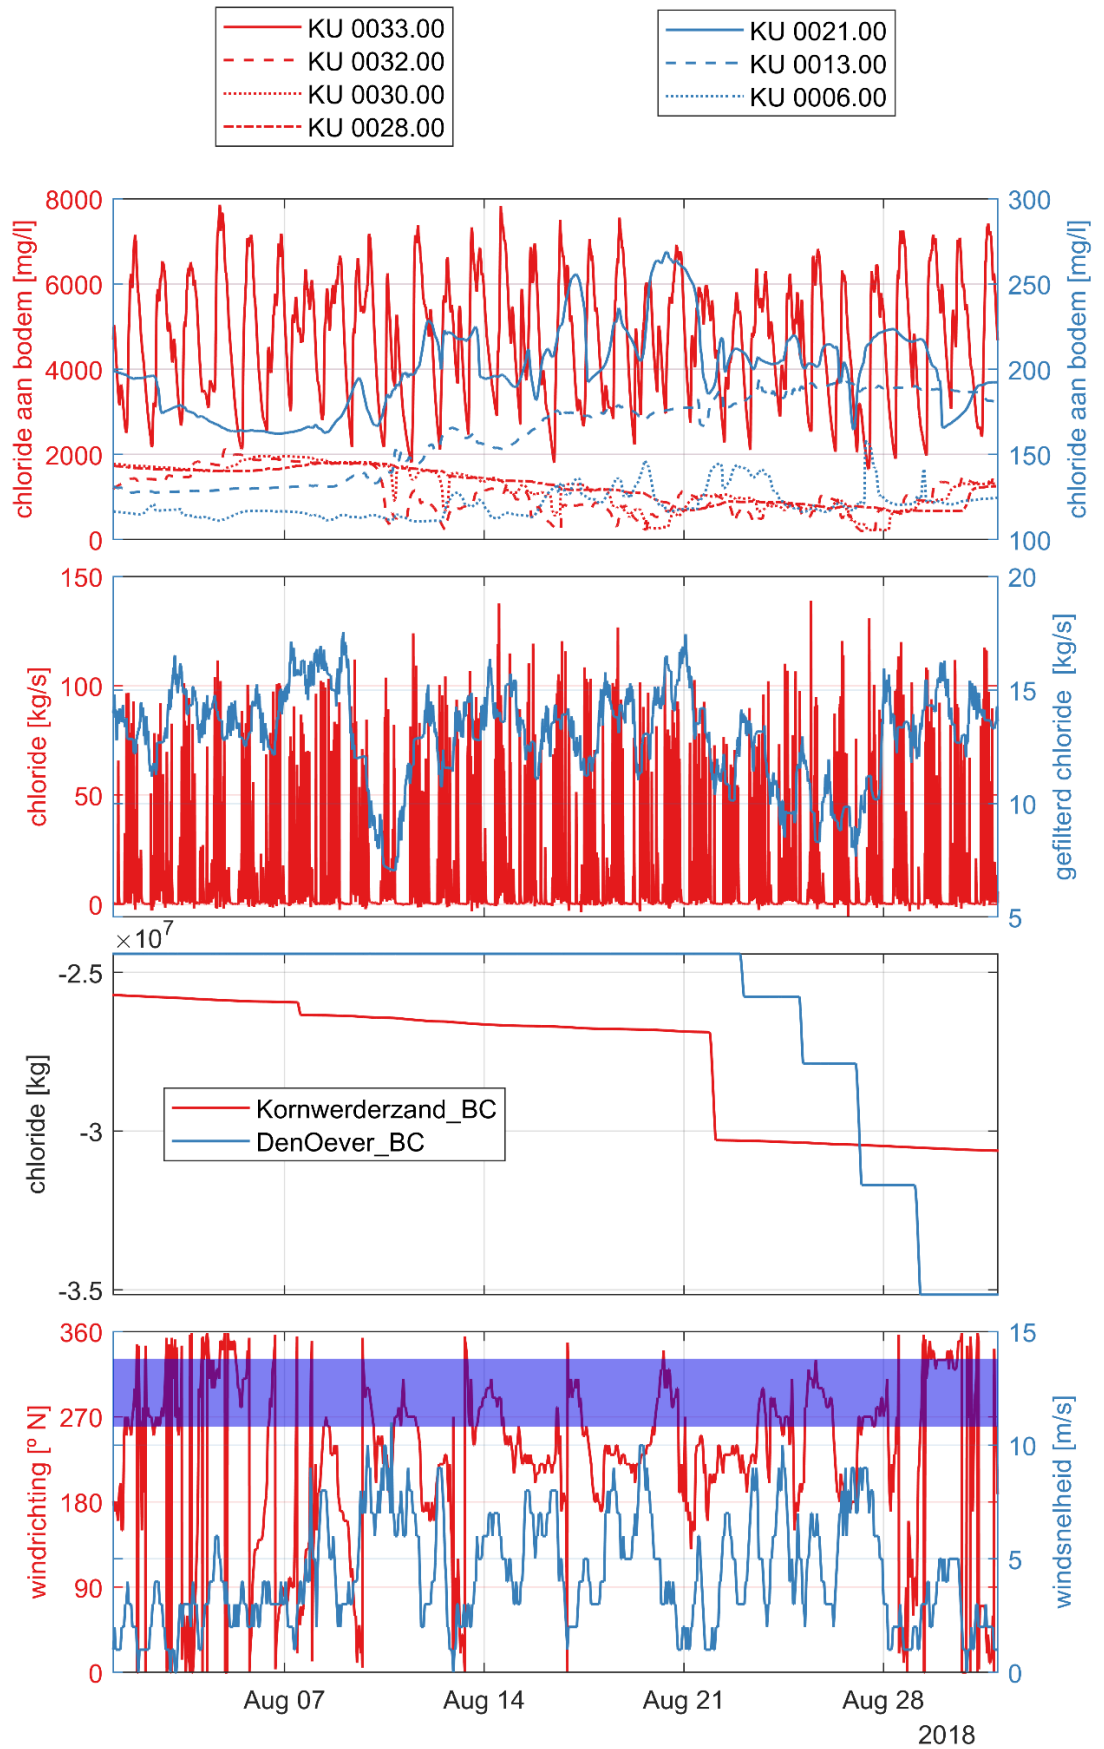 KU 0033.00
KU 0032.00
KU 0030.00
KU 0028.00
KU 0021.00
KU 0013.00
KU 0006.00
chloride aan bodem [mg/l]
8000
6000
4000
2000
0
300
250
200
150
100
chloride aan bodem [mg/l]
chloride [kg/s]
150
100
50
0
20
15
10
5
gefilterd chloride [kg/s]
×10⁷
chloride [kg]
-2.5
-3
-3.5
Kornwerderzand_BC
DenOever_BC
windrichting [º N]
360
270
180
90
0
15
10
5
0
windsnelheid [m/s]
Aug 07
Aug 14
Aug 21
Aug 28
2018